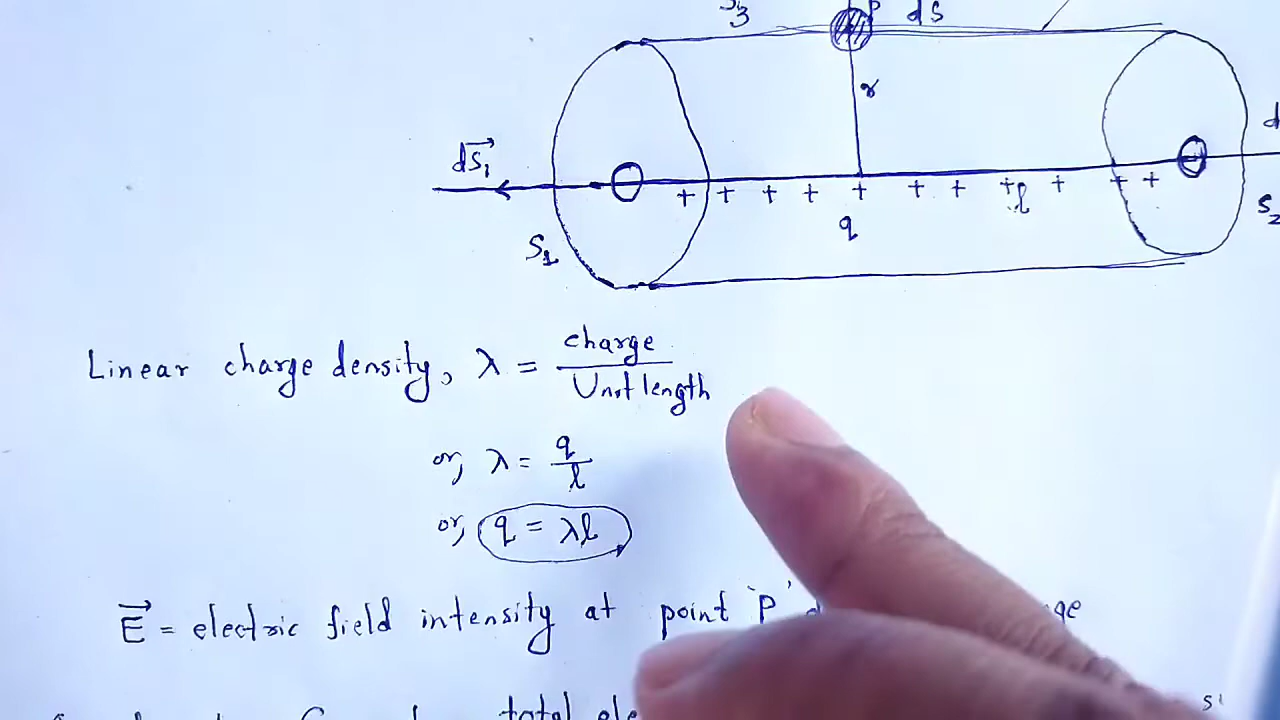 S3 P dS
r
dS₁→
+ + + + + + + + + + +
l
q
S1
S2
Linear charge density, λ = charge / Unit length
or, λ = q / l
or, q = λl
E→ = electric field intensity at point 'P'
total